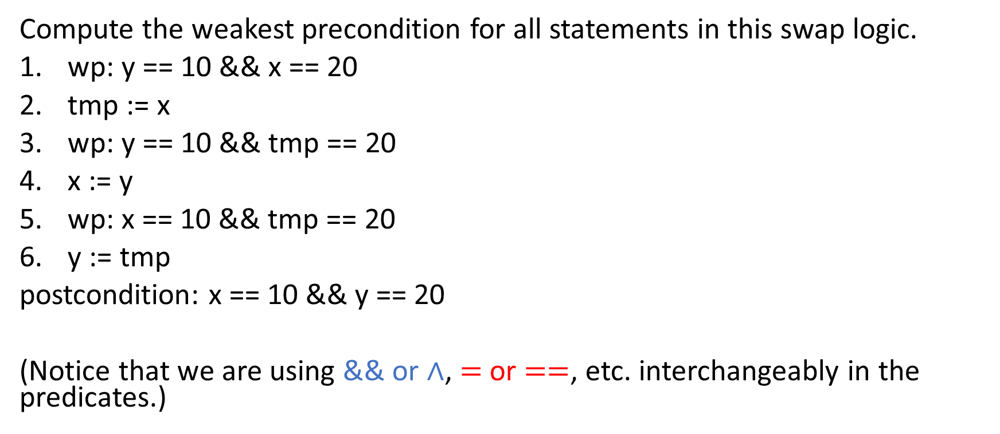 Compute the weakest precondition for all statements in this swap logic.
1. wp: y == 10 && x == 20
2. tmp := x
3. wp: y == 10 && tmp == 20
4. x := y
5. wp: x == 10 && tmp == 20
6. y := tmp
postcondition: x == 10 && y == 20
(Notice that we are using && or ∧, = or ==, etc. interchangeably in the
predicates.)